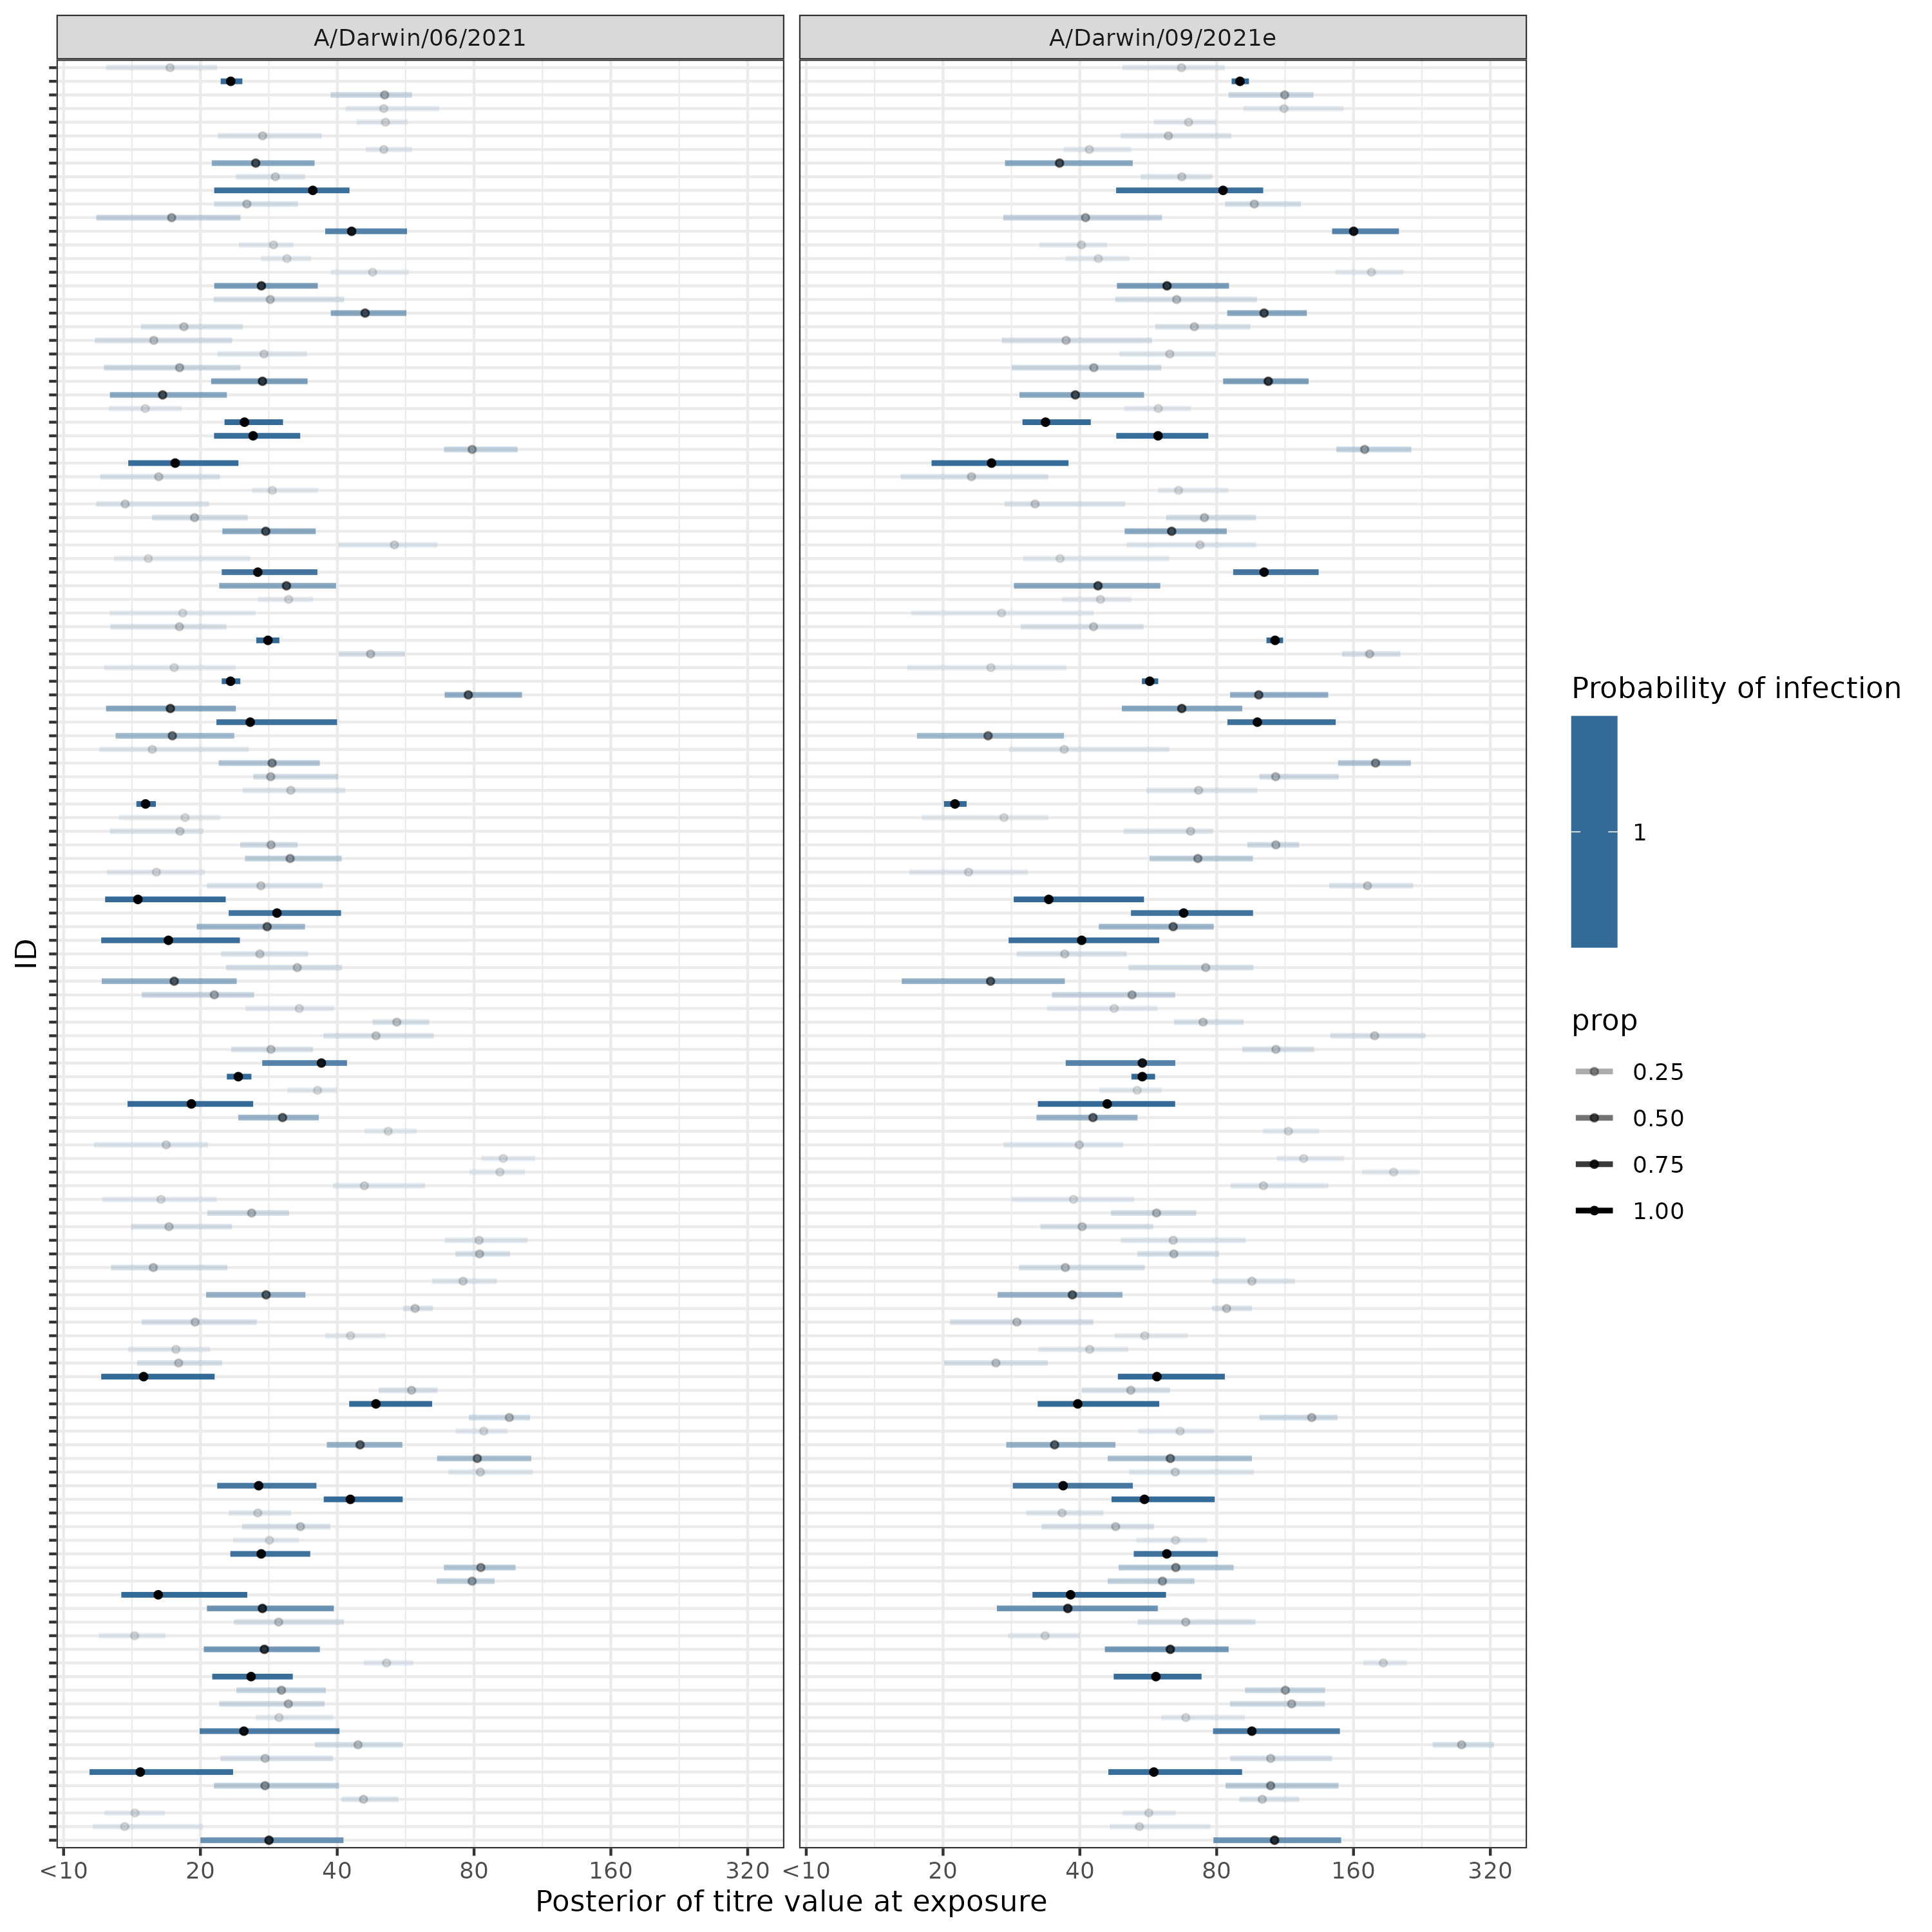 A/Darwin/06/2021
A/Darwin/09/2021e
ID
<10 20 40 80 160 320
<10 20 40 80 160 320
Posterior of titre value at exposure
Probability of infection
1
prop
0.25
0.50
0.75
1.00